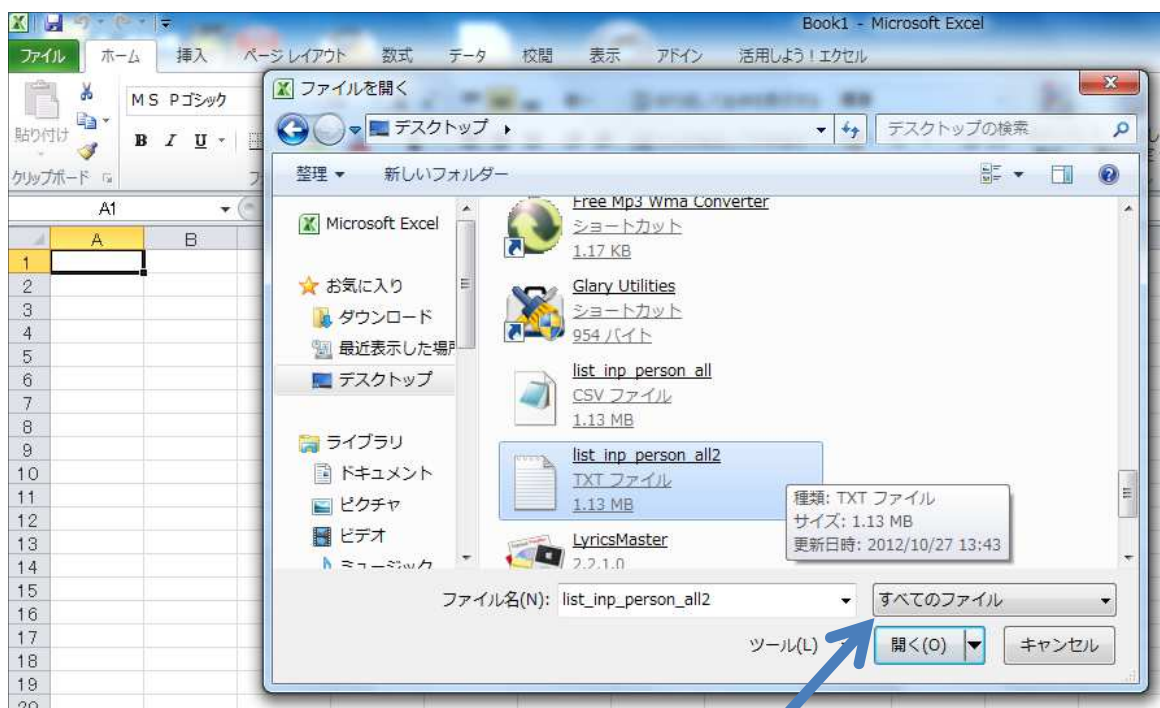 Book1 - Microsoft Excel
ファイル ホーム 挿入 ページ レイアウト 数式 データ 校閲 表示 アドイン 活用しよう！エクセル
ファイルを開く
MS Pゴシック
貼り付け
B I U
クリップボード
デスクトップ
デスクトップの検索
整理 新しいフォルダー
A1
A B
1
2
3
4
5
6
7
8
9
10
11
12
13
14
15
16
17
18
19
20
Microsoft Excel
お気に入り
ダウンロード
最近表示した場所
デスクトップ
ライブラリ
ドキュメント
ピクチャ
ビデオ
ミュージック
Free Mp3 Wma Converter
ショートカット
1.17 KB
Glary Utilities
ショートカット
954 バイト
list_inp_person_all
CSV ファイル
1.13 MB
list_inp_person_all2
TXT ファイル
1.13 MB
種類: TXT ファイル
サイズ: 1.13 MB
更新日時: 2012/10/27 13:43
LyricsMaster
2.2.1.0
ファイル名(N): list_inp_person_all2
すべてのファイル
ツール(L) 開く(O) キャンセル